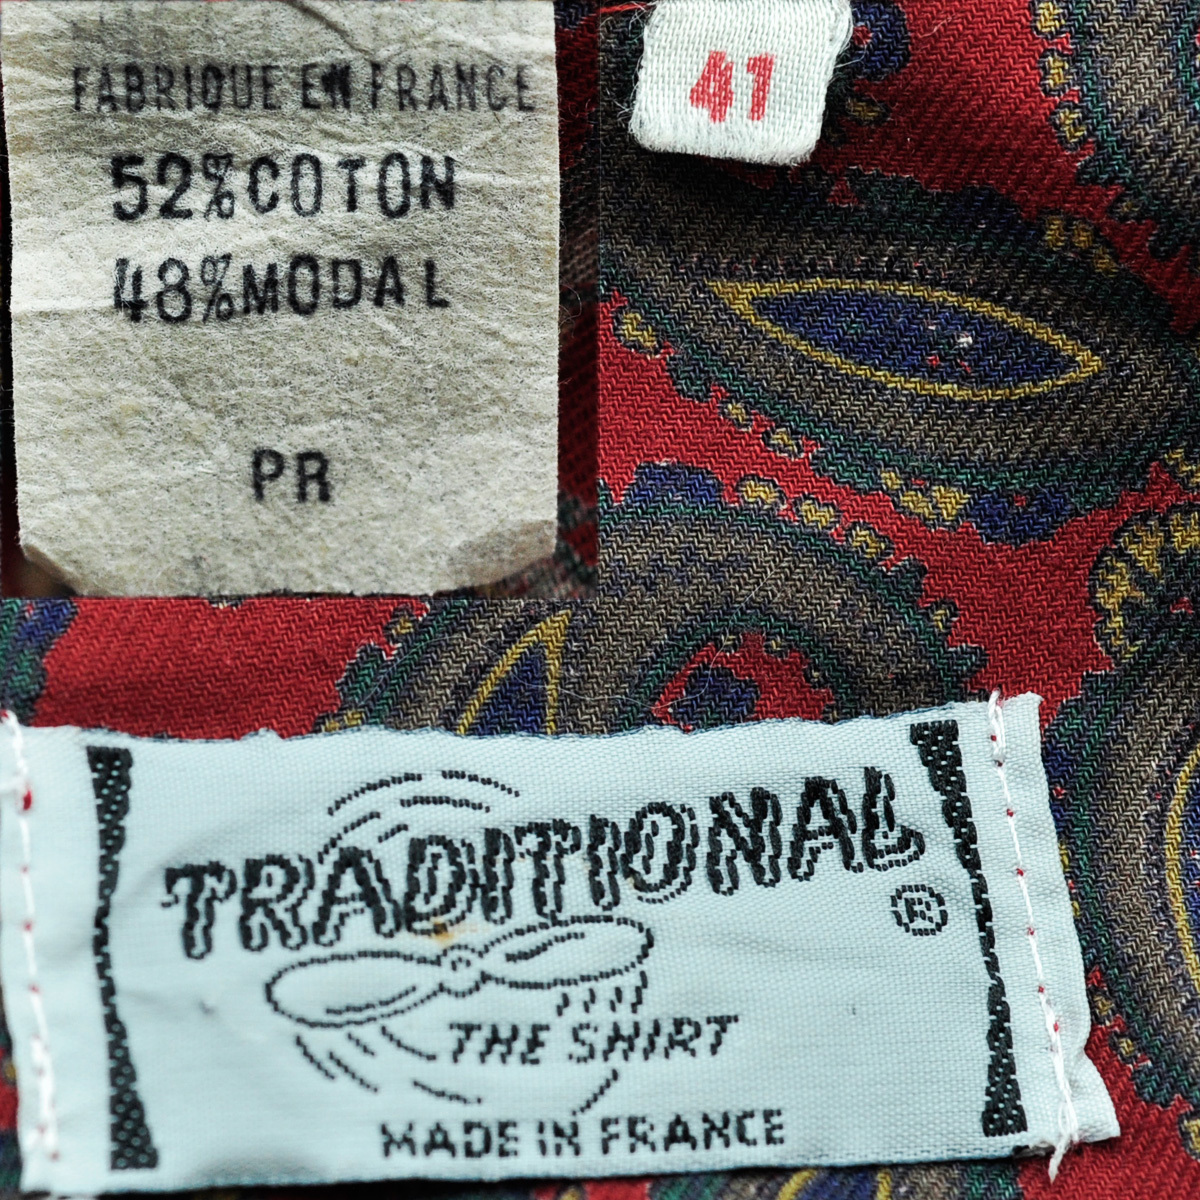 FABRIQUE EN FRANCE
52%COTON
48%MODAL
PR
41
TRADITIONAL
®
THE SHIRT
MADE IN FRANCE